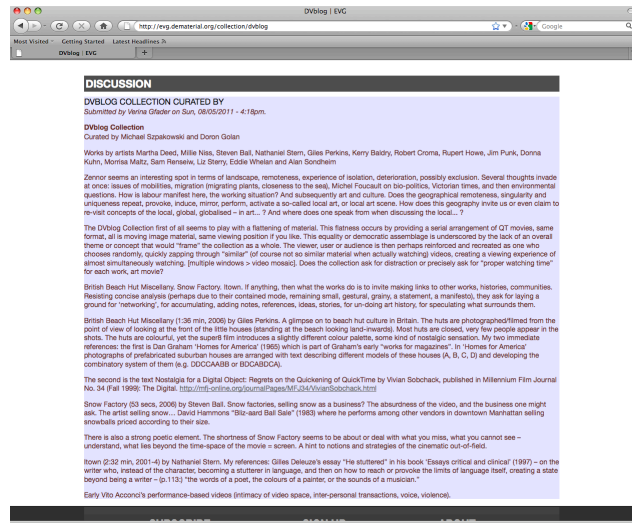 DVblog | EVG
http://evg.dematerial.org/collection/dvblog
Google
Most Visited Getting Started Latest Headlines
DVblog | EVG
+
DISCUSSION
DVBLOG COLLECTION CURATED BY
Submitted by Verina Gfader on Sun, 08/05/2011 - 4:18pm.
DVblog Collection
Curated by Michael Szpakowski and Doron Golan
Works by artists Martha Deed, Millie Niss, Steven Ball, Nathaniel Stern, Giles Perkins, Kerry Baldry, Robert Croma, Rupert Howe, Jim Punk, Donna
Kuhn, Morrisa Maltz, Sam Renseiw, Liz Sterry, Eddie Whelan and Alan Sondheim
Zennor seems an interesting spot in terms of landscape, remoteness, experience of isolation, deterioration, possibly exclusion. Several thoughts invade
at once: issues of mobilities, migration (migrating plants, closeness to the sea), Michel Foucault on bio-politics, Victorian times, and then environmental
questions. How is labour manifest here, the working situation? And subsequently art and culture. Does the geographical remoteness, singularity and
uniqueness repeat, provoke, induce, mirror, perform, activate a so-called local art, or local art scene. How does this geography invite us or even claim to
re-visit concepts of the local, global, globalised – in art... ? And where does one speak from when discussing the local... ?
The DVblog Collection first of all seems to play with a flattening of material. This flatness occurs by providing a serial arrangement of QT movies, same
format, all is moving image material, same viewing position if you like. This equality or democratic assemblage is underscored by the lack of an overall
theme or concept that would "frame" the collection as a whole. The viewer, user or audience is then perhaps reinforced and recreated as one who
chooses randomly, quickly zapping through "similar" (of course not so similar material when actually watching) videos, creating a viewing experience of
almost simultaneously watching. [multiple windows > video mosaic]. Does the collection ask for distraction or precisely ask for "proper watching time"
for each work, art movie?
British Beach Hut Miscellany. Snow Factory. Itown. If anything, then what the works do is to invite making links to other works, histories, communities.
Resisting concise analysis (perhaps due to their contained mode, remaining small, gestural, grainy, a statement, a manifesto), they ask for laying a
ground for 'networking', for accumulating, adding notes, references, ideas, stories, for un-doing art history, for speculating what surrounds them.
British Beach Hut Miscellany (1:36 min, 2006) by Giles Perkins. A glimpse on to beach hut culture in Britain. The huts are photographed/filmed from the
point of view of looking at the front of the little houses (standing at the beach looking land-inwards). Most huts are closed, very few people appear in the
shots. The huts are colourful, yet the super8 film introduces a slightly different colour palette, some kind of nostalgic sensation. My two immediate
references: the first is Dan Graham 'Homes for America' (1965) which is part of Graham's early "works for magazines". In 'Homes for America'
photographs of prefabricated suburban houses are arranged with text describing different models of these houses (A, B, C, D) and developing the
combinatory system of them (e.g. DDCCAABB or BDCABDCA).
The second is the text Nostalgia for a Digital Object: Regrets on the Quickening of QuickTime by Vivian Sobchack, published in Millennium Film Journal
No. 34 (Fall 1999): The Digital. http://mfj-online.org/journalPages/MFJ34/VivianSobchack.html
Snow Factory (53 secs, 2006) by Steven Ball. Snow factories, selling snow as a business? The absurdness of the video, and the business one might
ask. The artist selling snow… David Hammons "Bliz-aard Ball Sale" (1983) where he performs among other vendors in downtown Manhattan selling
snowballs priced according to their size.
There is also a strong poetic element. The shortness of Snow Factory seems to be about or deal with what you miss, what you cannot see –
understand, what lies beyond the time-space of the movie = screen. A hint to notions and strategies of the cinematic out-of-field.
Itown (2:32 min, 2001-4) by Nathaniel Stern. My references: Gilles Deleuze's essay "He stuttered" in his book 'Essays critical and clinical' (1997) – on the
writer who, instead of the character, becoming a stutterer in language, and then on how to reach or provoke the limits of language itself, creating a state
beyond being a writer – (p.113:) "the words of a poet, the colours of a painter, or the sounds of a musician."
Early Vito Acconci's performance-based videos (intimacy of video space, inter-personal transactions, voice, violence).
SUBSCRIBE SIGN UP ABOUT